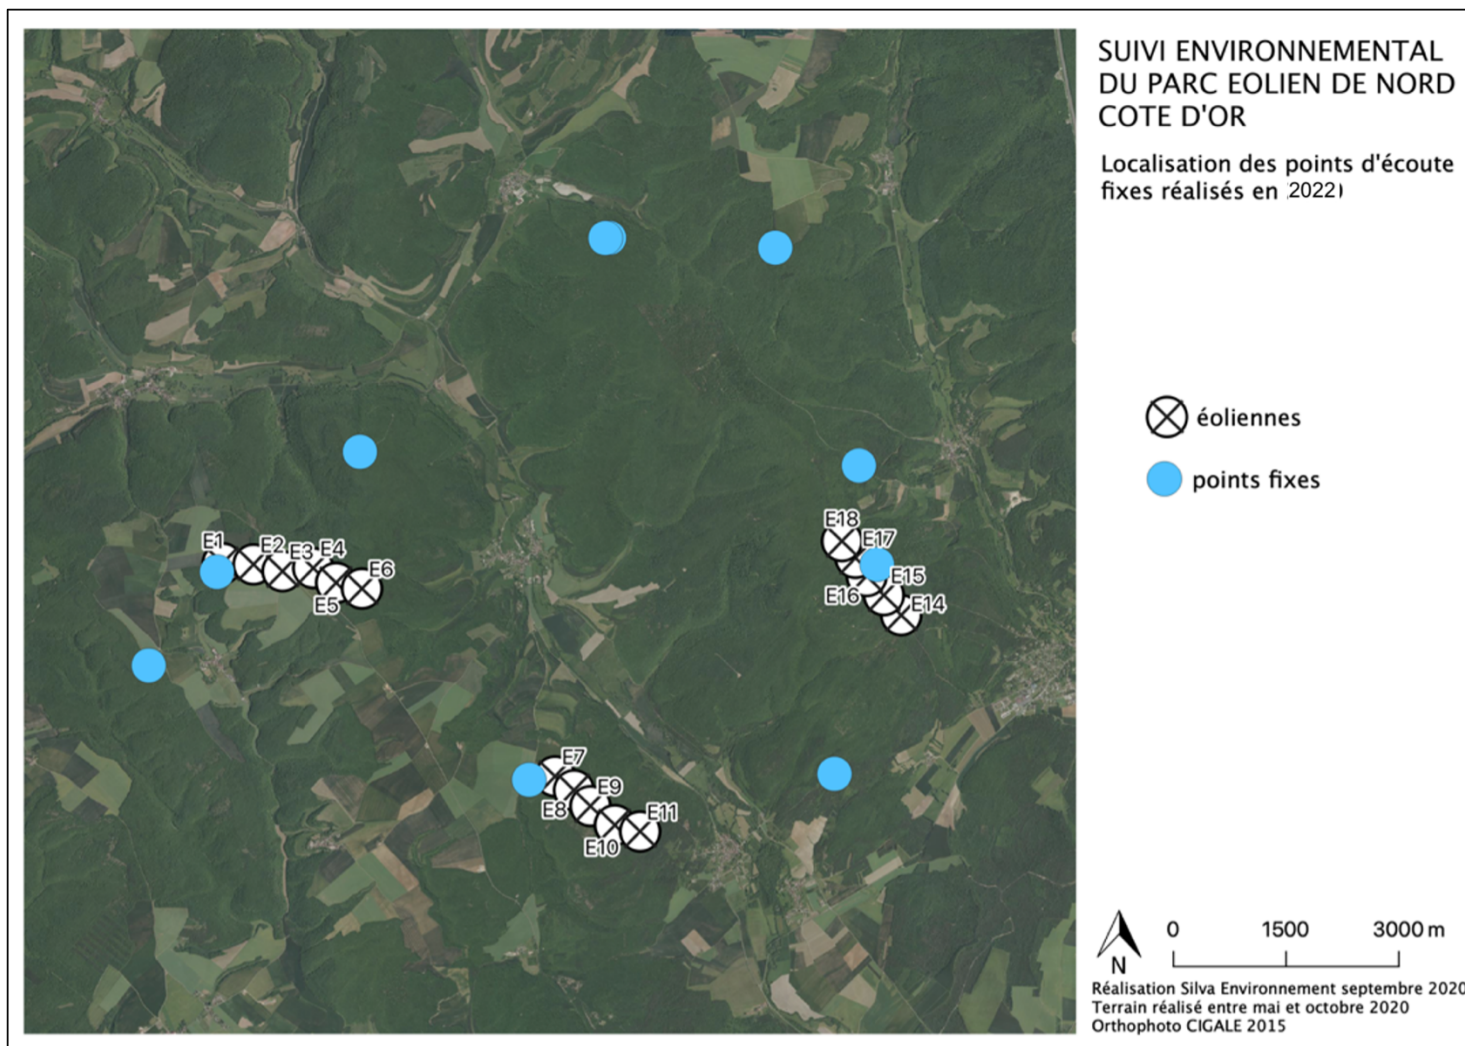 SUIVI ENVIRONNEMENTAL
DU PARC EOLIEN DE NORD
COTE D'OR
Localisation des points d'écoute
fixes réalisés en 2022)
éoliennes
points fixes
E1
E2
E3
E4
E5
E6
E18
E17
E15
E16
E14
E7
E9
E8
E11
E10
0 1500 3000 m
N
Réalisation Silva Environnement septembre 2020
Terrain réalisé entre mai et octobre 2020
Orthophoto CIGALE 2015